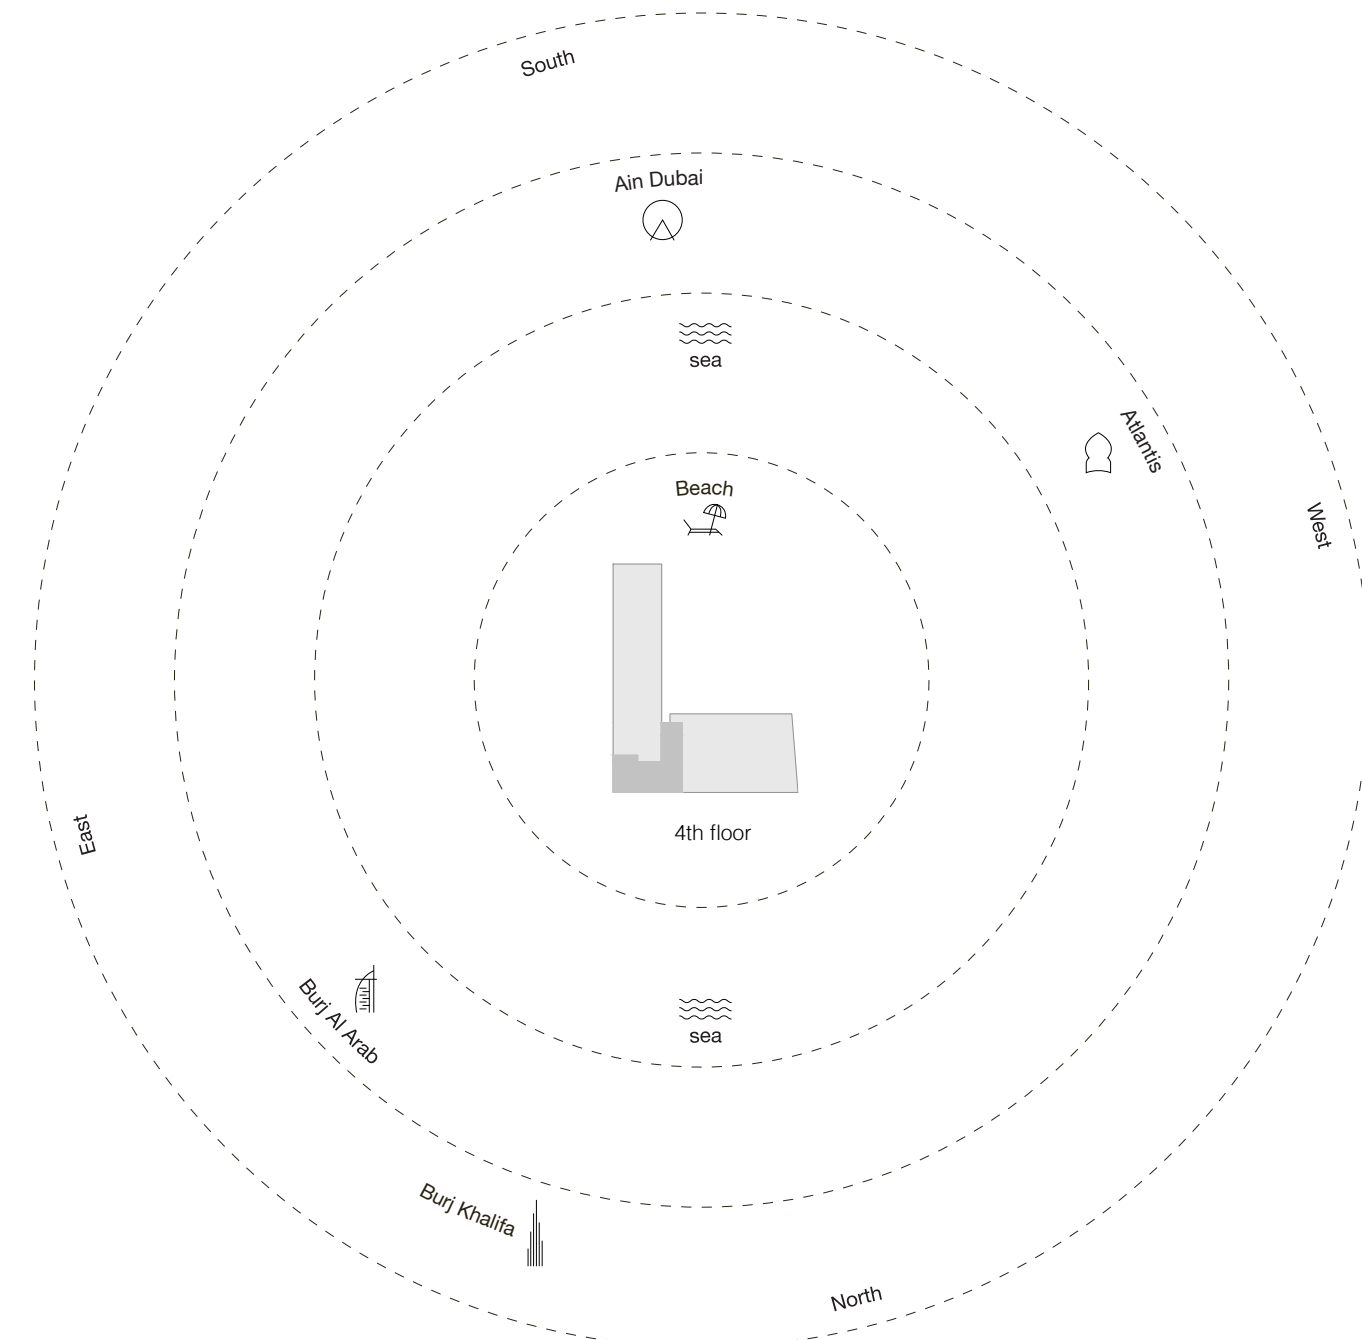 South
Ain Dubai
sea
Atlantis
Beach
West
4th floor
East
Burj Al Arab
sea
Burj Khalifa
North